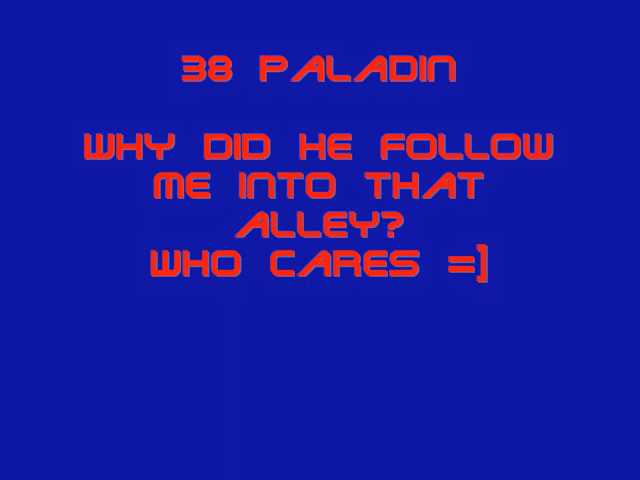 38 PALADIN
WHY DID HE FOLLOW
ME INTO THAT
ALLEY?
WHO CARES =]